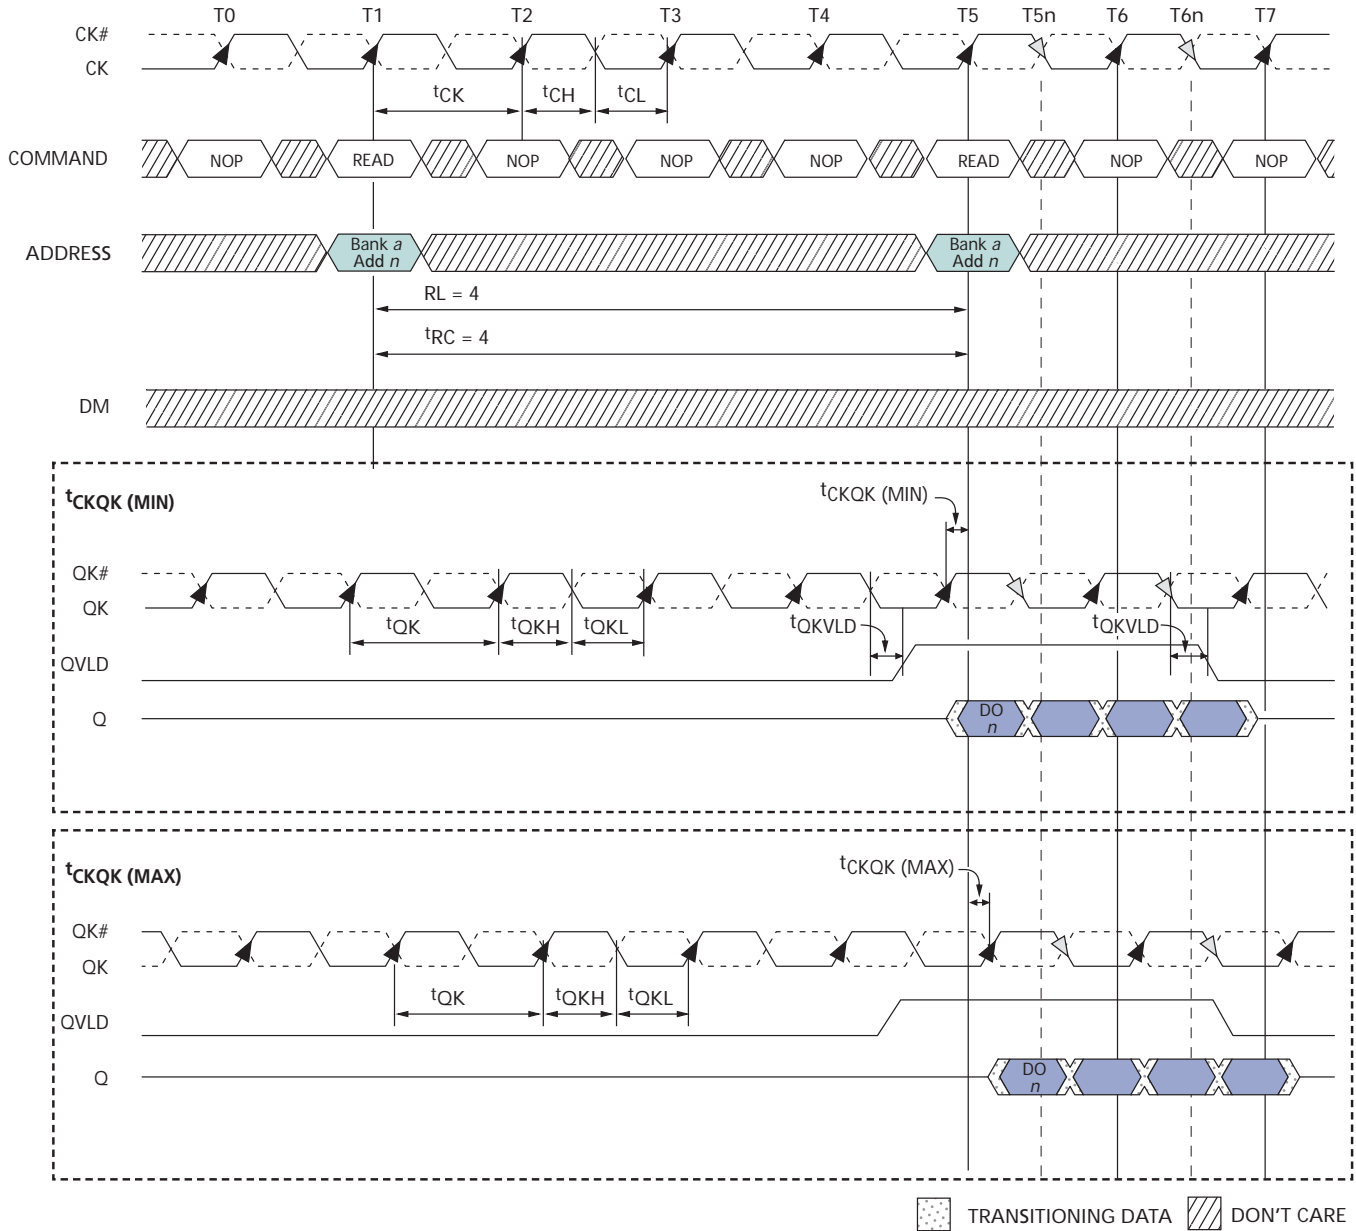 T0 T1 T2 T3 T4 T5 T5n T6 T6n T7
CK#
CK
tCK tCH tCL
COMMAND NOP READ NOP NOP NOP READ NOP NOP
ADDRESS Bank a Bank a
Add n Add n
RL = 4
tRC = 4
DM
tCKQK (MIN)
tCKQK (MIN)
QK#
QK
tQK tQKH tQKL tQKVLD tQKVLD
QVLD
Q DO
n
tCKQK (MAX)
tCKQK (MAX)
QK#
QK
tQK tQKH tQKL
QVLD
Q DO
n
TRANSITIONING DATA DON'T CARE